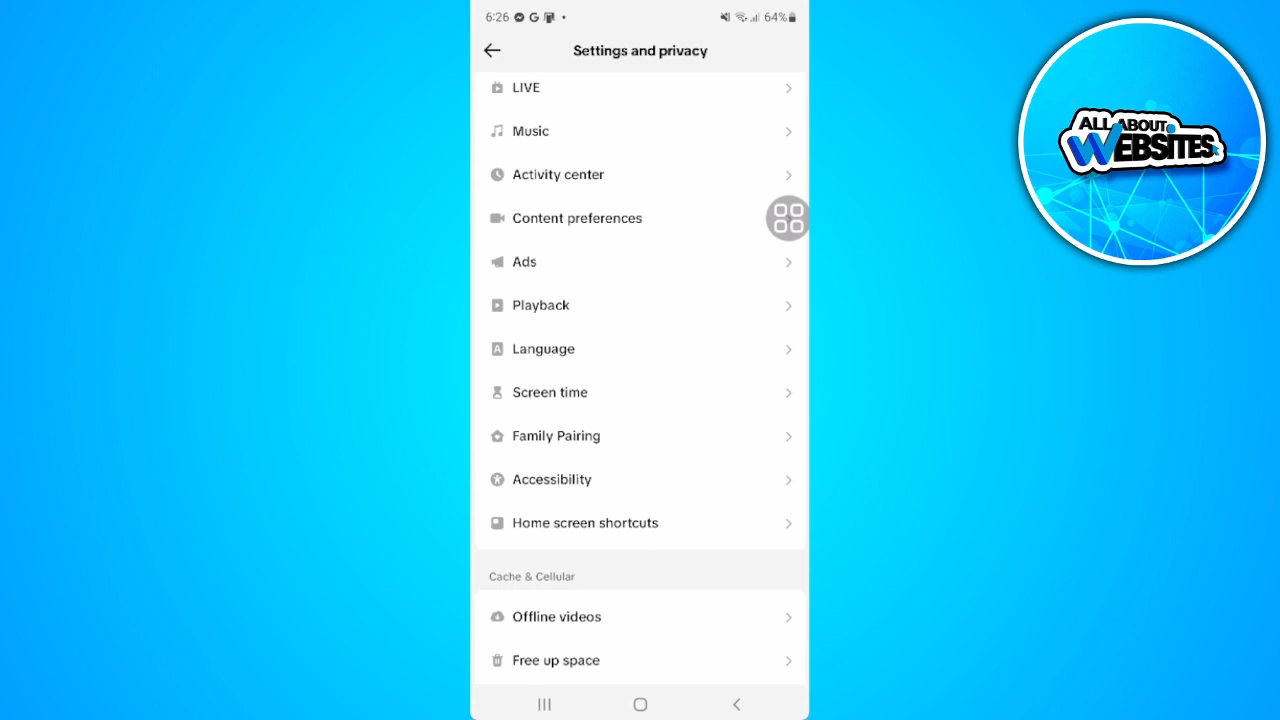 6:26
64%
Settings and privacy
LIVE
Music
Activity center
Content preferences
Ads
Playback
Language
Screen time
Family Pairing
Accessibility
Home screen shortcuts
Cache & Cellular
Offline videos
Free up space
ALL ABOUT
WEBSITES